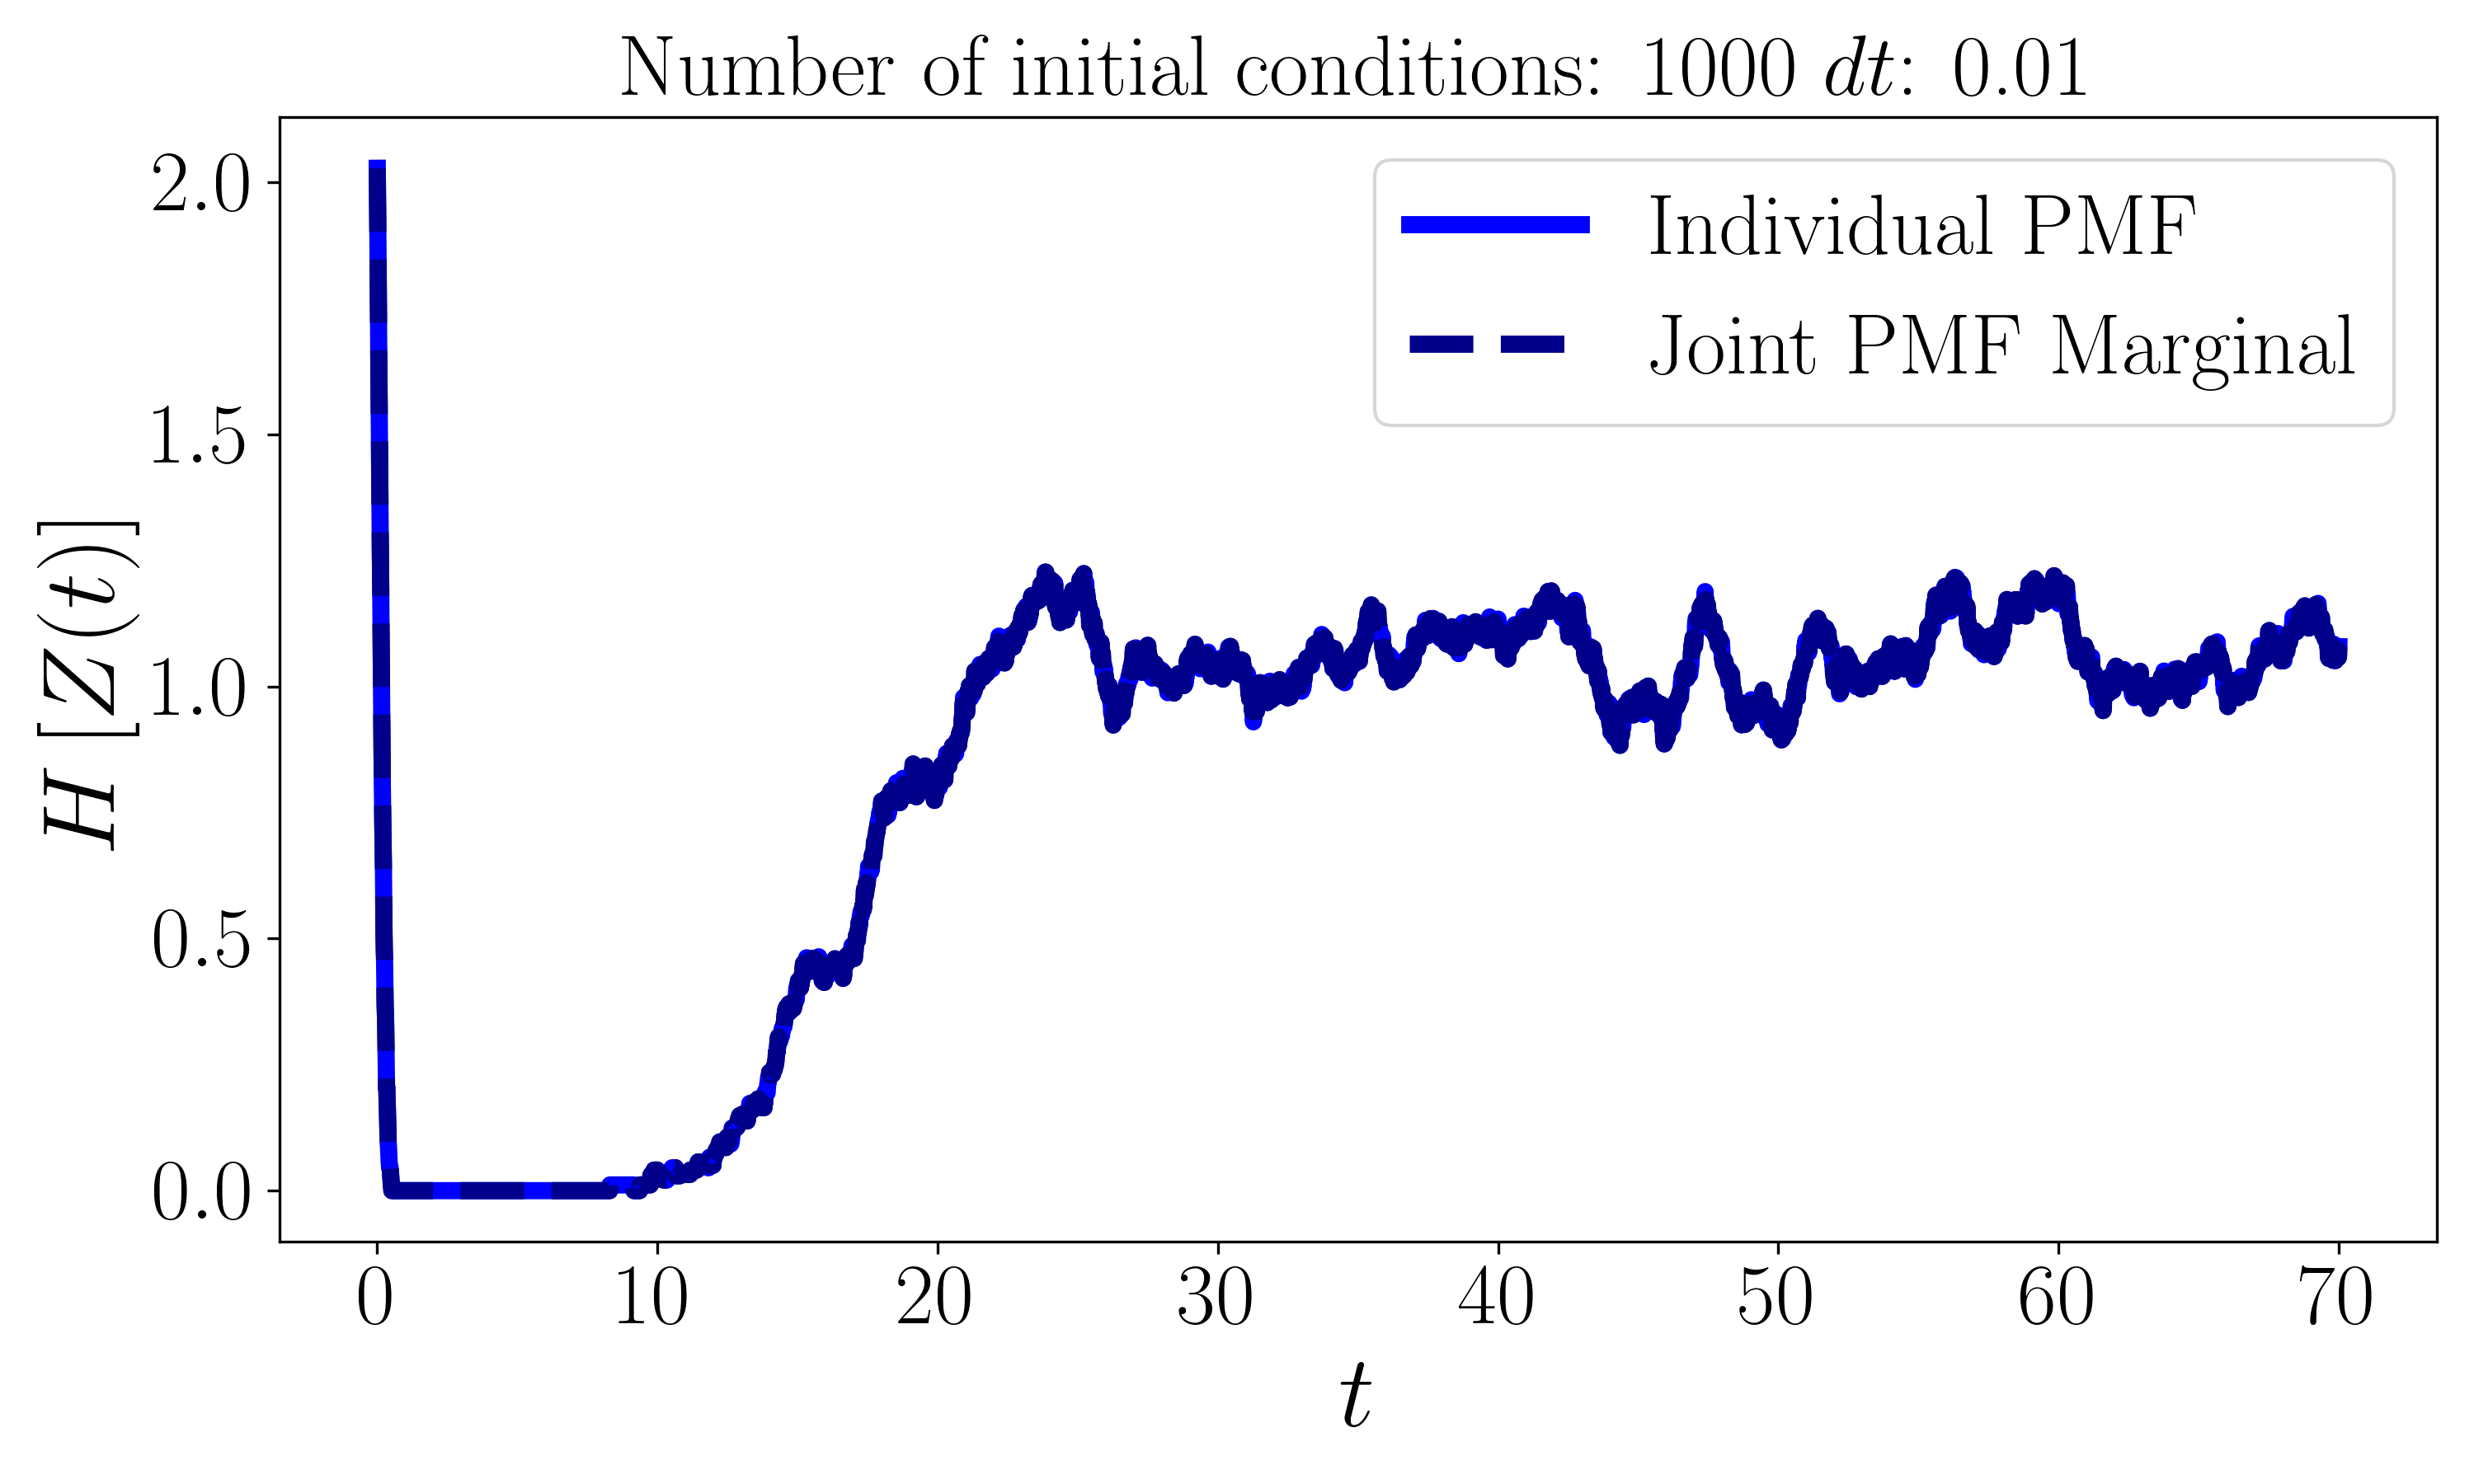 Number of initial conditions: 1000 dt: 0.01
Individual PMF
Joint PMF Marginal
H [Z(t)]
2.0
1.5
1.0
0.5
0.0
0 10 20 30 40 50 60 70
t